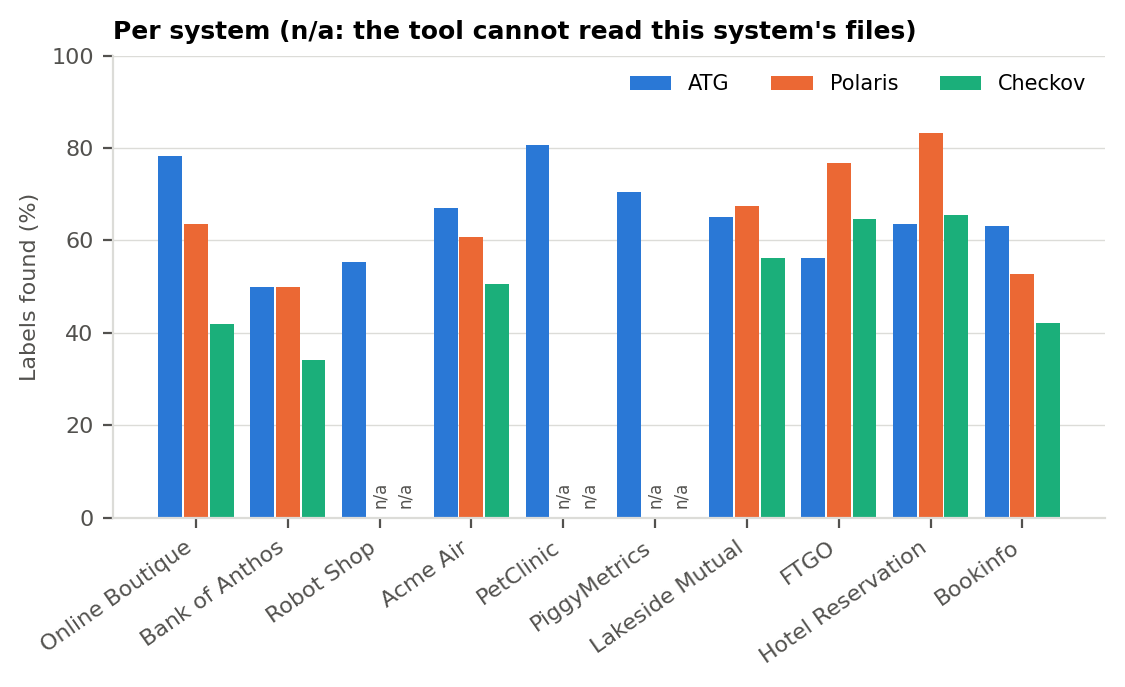 Per system (n/a: the tool cannot read this system's files)
ATG Polaris Checkov
Labels found (%)
100
80
60
40
20
0
n/a n/a n/a n/a n/a n/a
Online Boutique
Bank of Anthos
Robot Shop
Acme Air
PetClinic
PiggyMetrics
Lakeside Mutual
FTGO
Hotel Reservation
Bookinfo